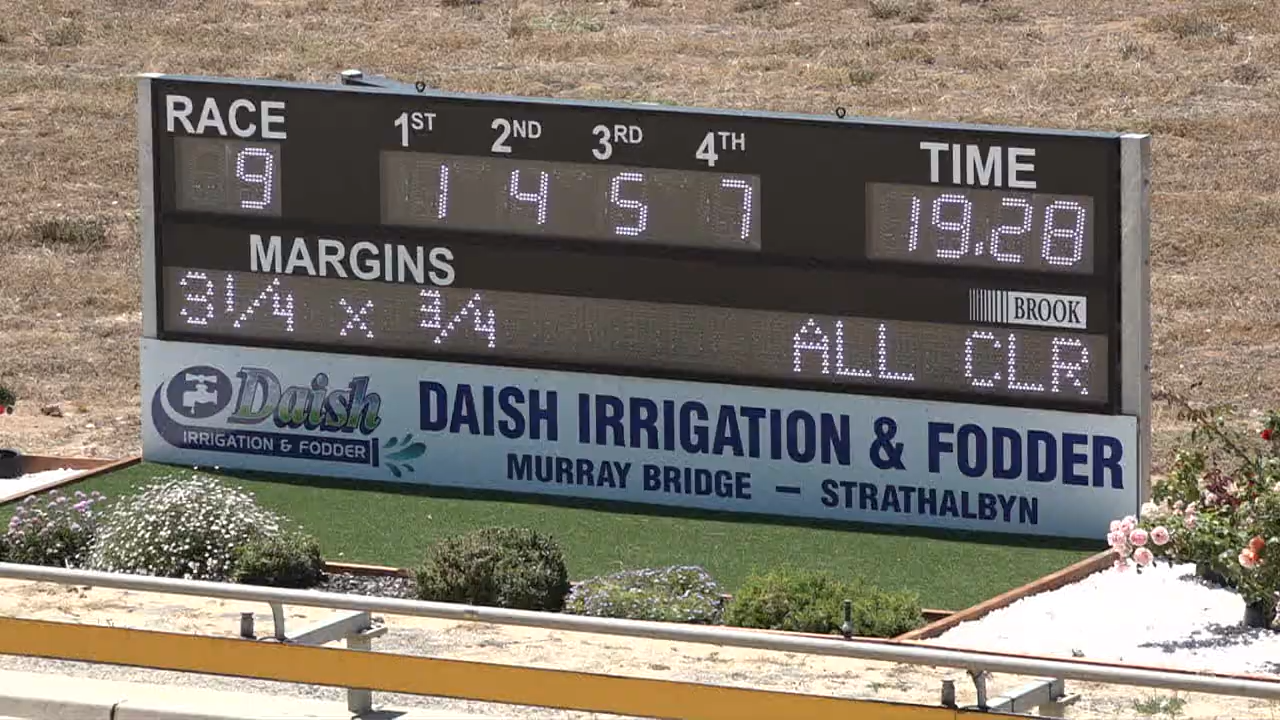 RACE 1ST 2ND 3RD 4TH TIME
9 1 4 5 7 19.28
MARGINS
BROOK
3 1/4 x 3/4 ALL CLR
Daish
IRRIGATION & FODDER
DAISH IRRIGATION & FODDER
MURRAY BRIDGE – STRATHALBYN